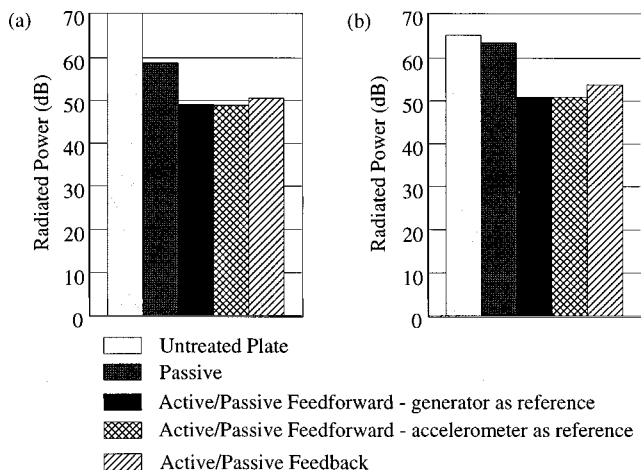 (a)
Radiated Power (dB)
70
60
50
40
30
20
10
0
(b)
Radiated Power (dB)
70
60
50
40
30
20
10
0
Untreated Plate
Passive
Active/Passive Feedforward - generator as reference
Active/Passive Feedforward - accelerometer as reference
Active/Passive Feedback